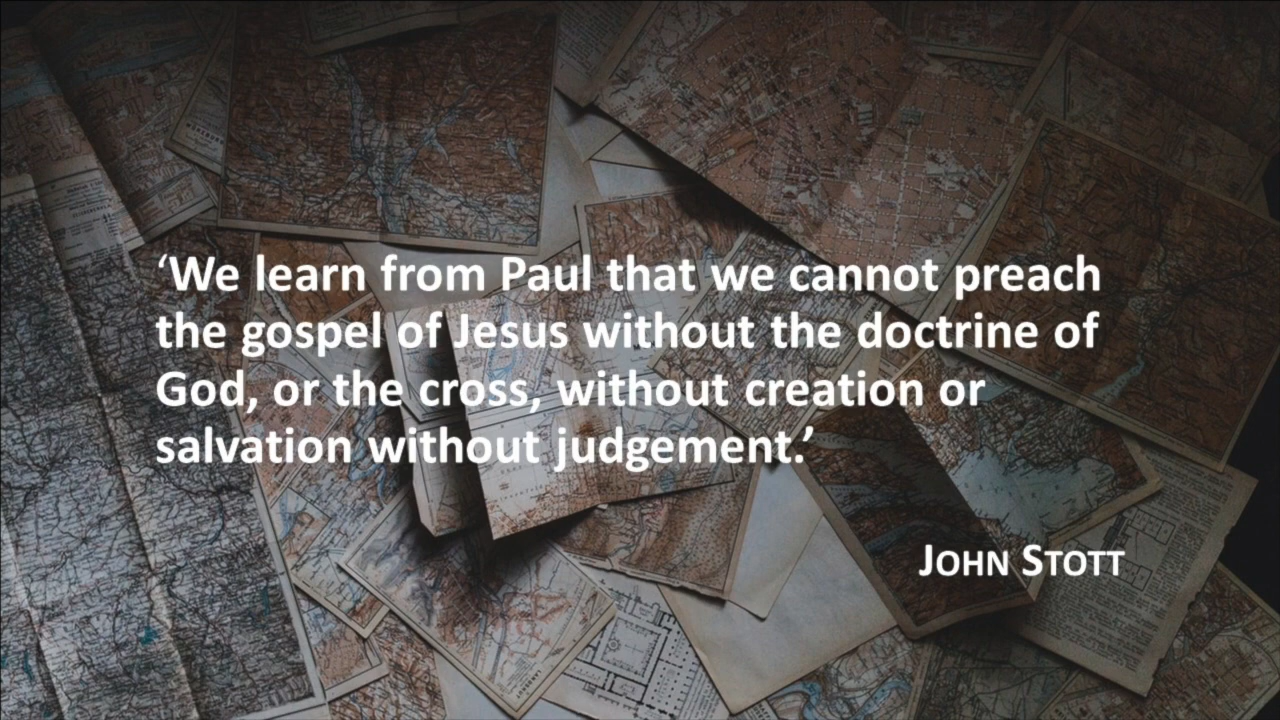 ‘We learn from Paul that we cannot preach
the gospel of Jesus without the doctrine of
God, or the cross, without creation or
salvation without judgement.’
John Stott